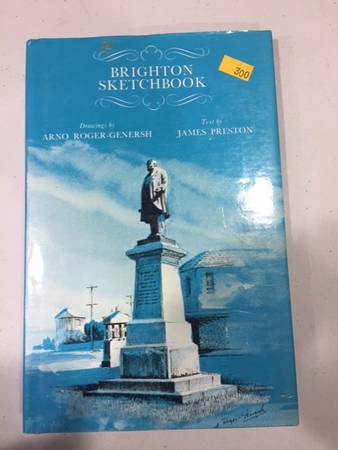 BRIGHTON
SKETCHBOOK
300
Drawings by
ARNO ROGER-GENERSH
Text by
JAMES PRESTON